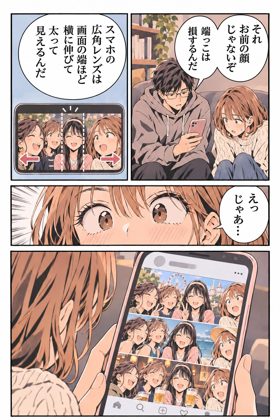 それ
お前の顔
じゃないぞ
端っこは
損するんだ
スマホの
広角レンズは
画面の端ほど
横に伸びて
太って
見えるんだ
えっ
じゃあ…